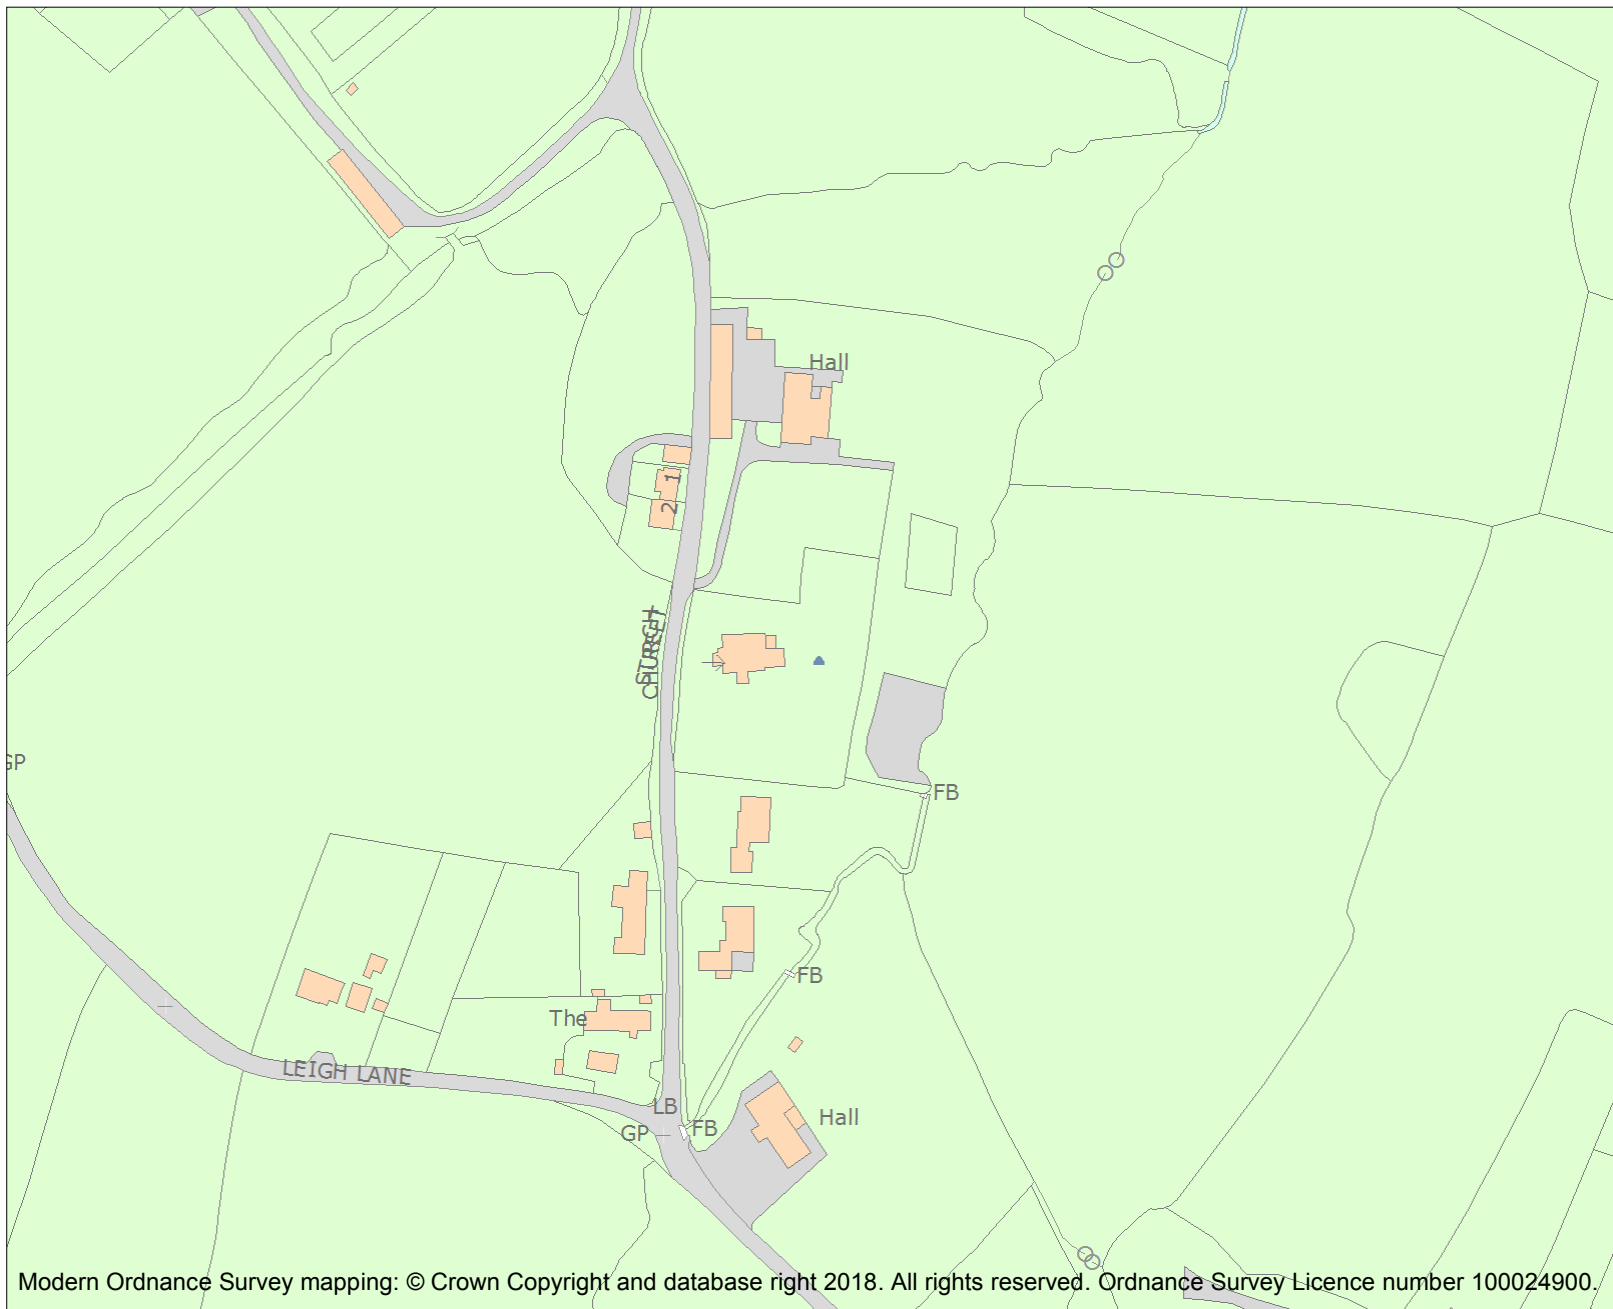 Hall
1
2
CHURCH
STREET
GP
FB
FB
The
LEIGH LANE
LB
GP
FB
Hall
Modern Ordnance Survey mapping: © Crown Copyright and database right 2018. All rights reserved. Ordnance Survey Licence number 100024900.